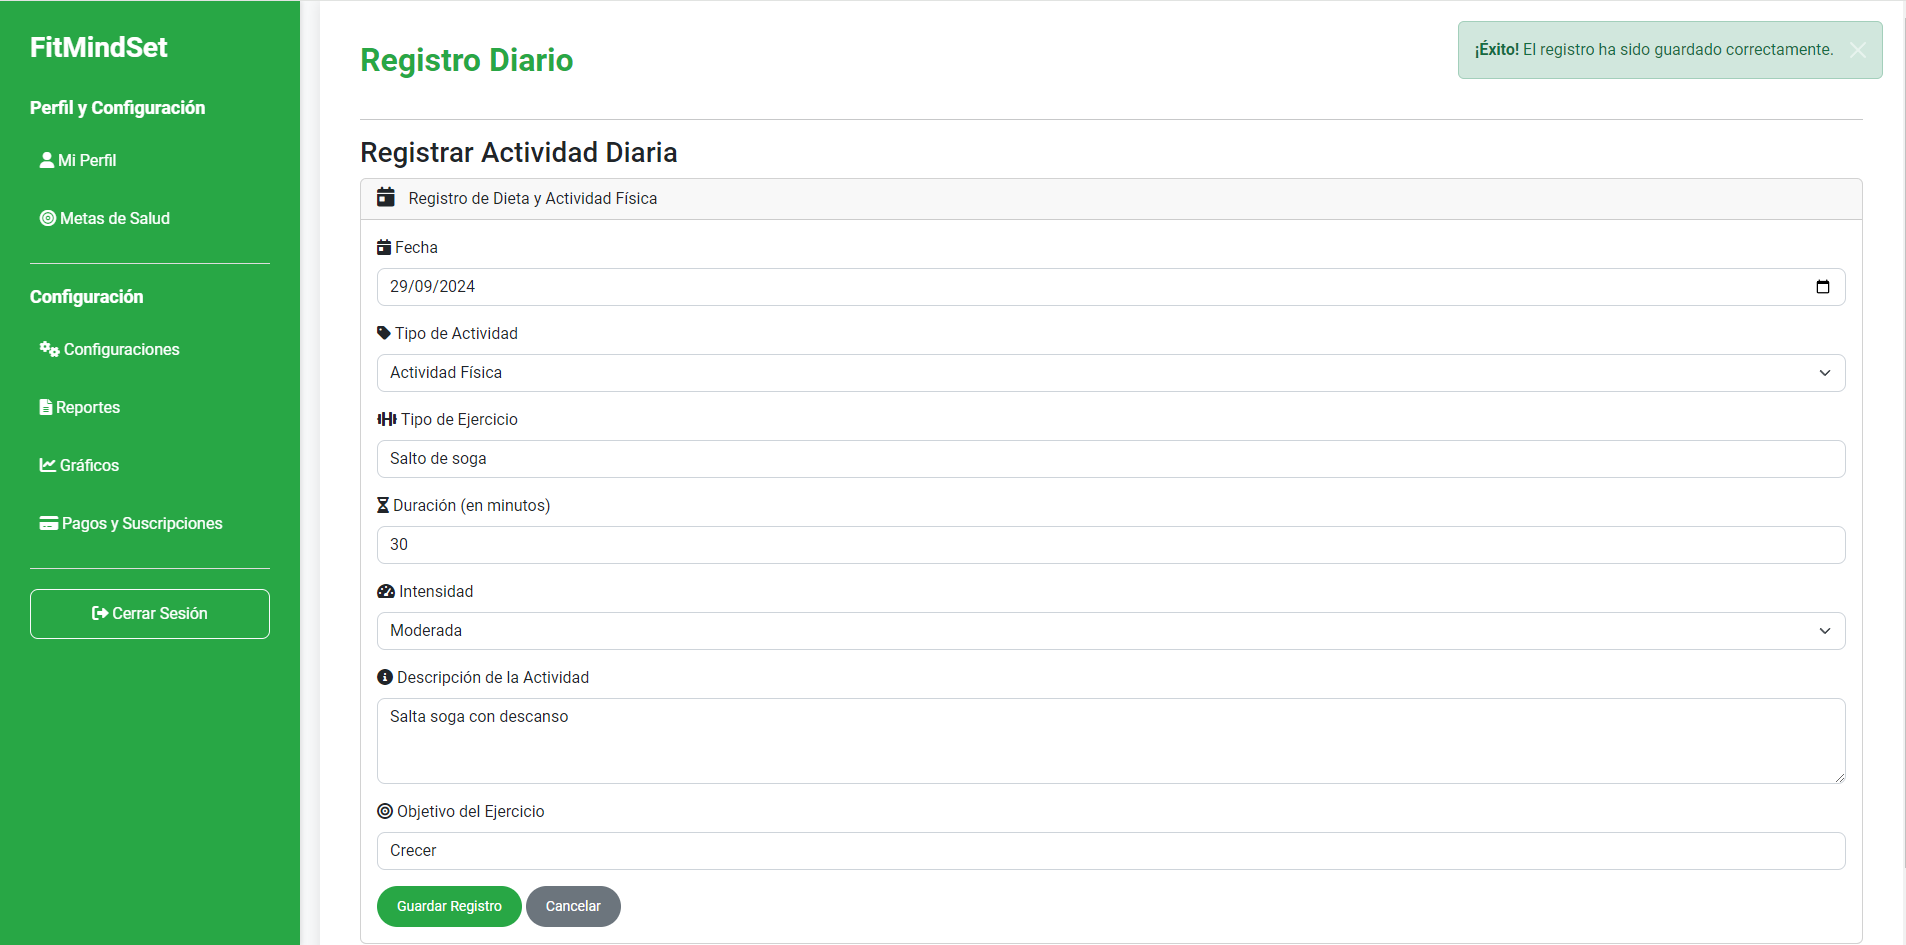 FitMindSet
Perfil y Configuración
Mi Perfil
Metas de Salud
Configuración
Configuraciones
Reportes
Gráficos
Pagos y Suscripciones
Cerrar Sesión
Registro Diario
¡Éxito! El registro ha sido guardado correctamente.
Registrar Actividad Diaria
Registro de Dieta y Actividad Física
Fecha
29/09/2024
Tipo de Actividad
Actividad Física
Tipo de Ejercicio
Salto de soga
Duración (en minutos)
30
Intensidad
Moderada
Descripción de la Actividad
Salta soga con descanso
Objetivo del Ejercicio
Crecer
Guardar Registro
Cancelar